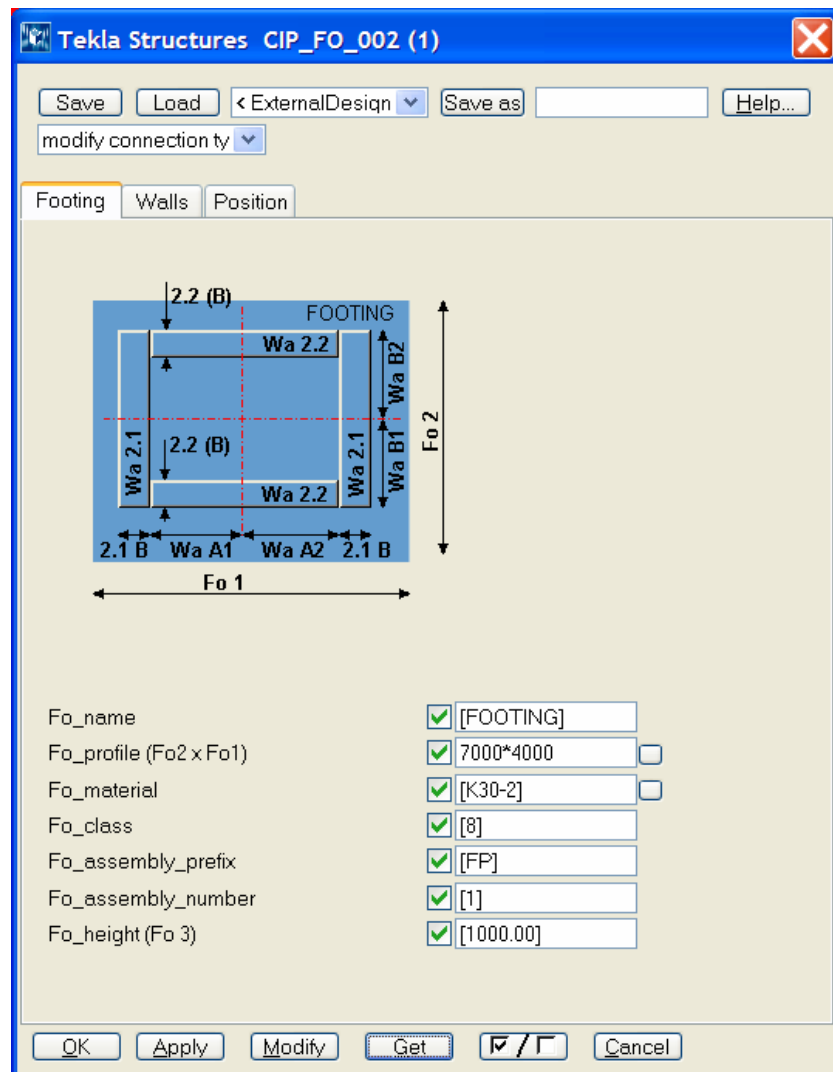 Tekla Structures CIP_FO_002 (1)
Save Load < ExternalDesign Save as Help...
modify connection ty
Footing Walls Position
2.2 (B)
FOOTING
Wa 2.2
Wa B2
Fo 2
Wa 2.1
2.2 (B)
Wa 2.1
Wa B1
Wa 2.2
2.1 B Wa A1 Wa A2 2.1 B
Fo 1
Fo_name [FOOTING]
Fo_profile (Fo2 x Fo1) 7000*4000
Fo_material [K30-2]
Fo_class [8]
Fo_assembly_prefix [FP]
Fo_assembly_number [1]
Fo_height (Fo 3) [1000.00]
OK Apply Modify Get / Cancel